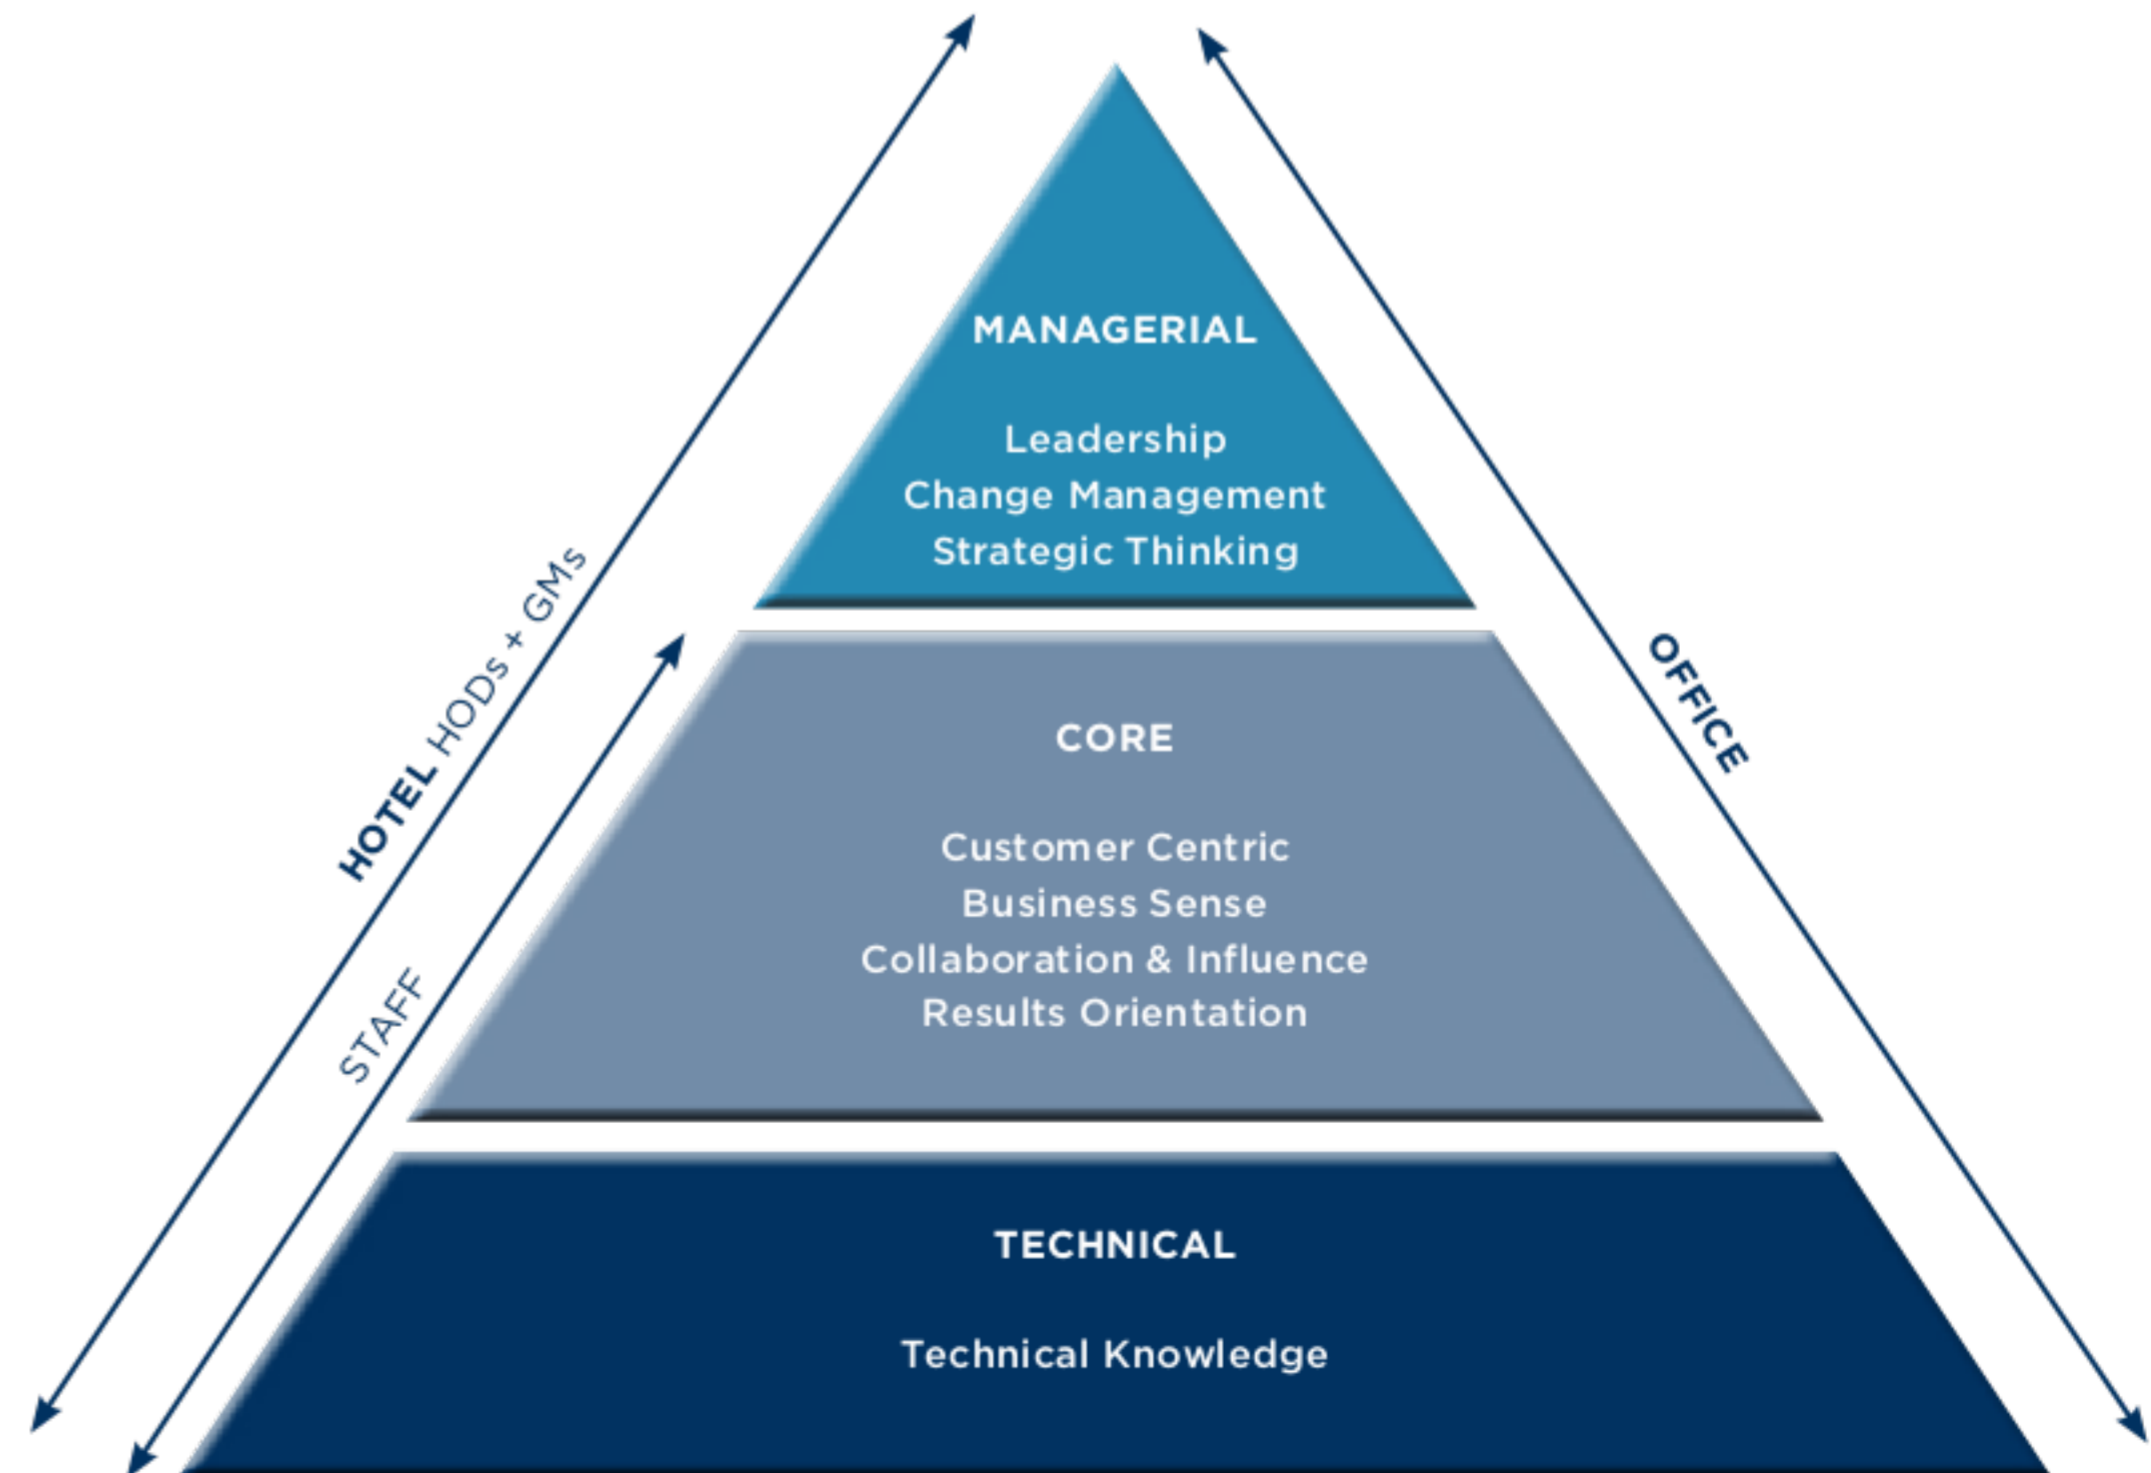 MANAGERIAL
Leadership
Change Management
Strategic Thinking
HOTEL HODs + GMs
OFFICE
CORE
Customer Centric
Business Sense
Collaboration & Influence
Results Orientation
STAFF
TECHNICAL
Technical Knowledge